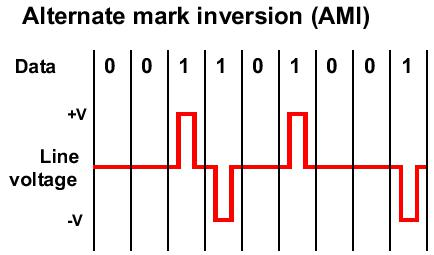 Alternate mark inversion (AMI)
Data 0 0 1 1 0 1 0 0 1
+V
Line
voltage
-V